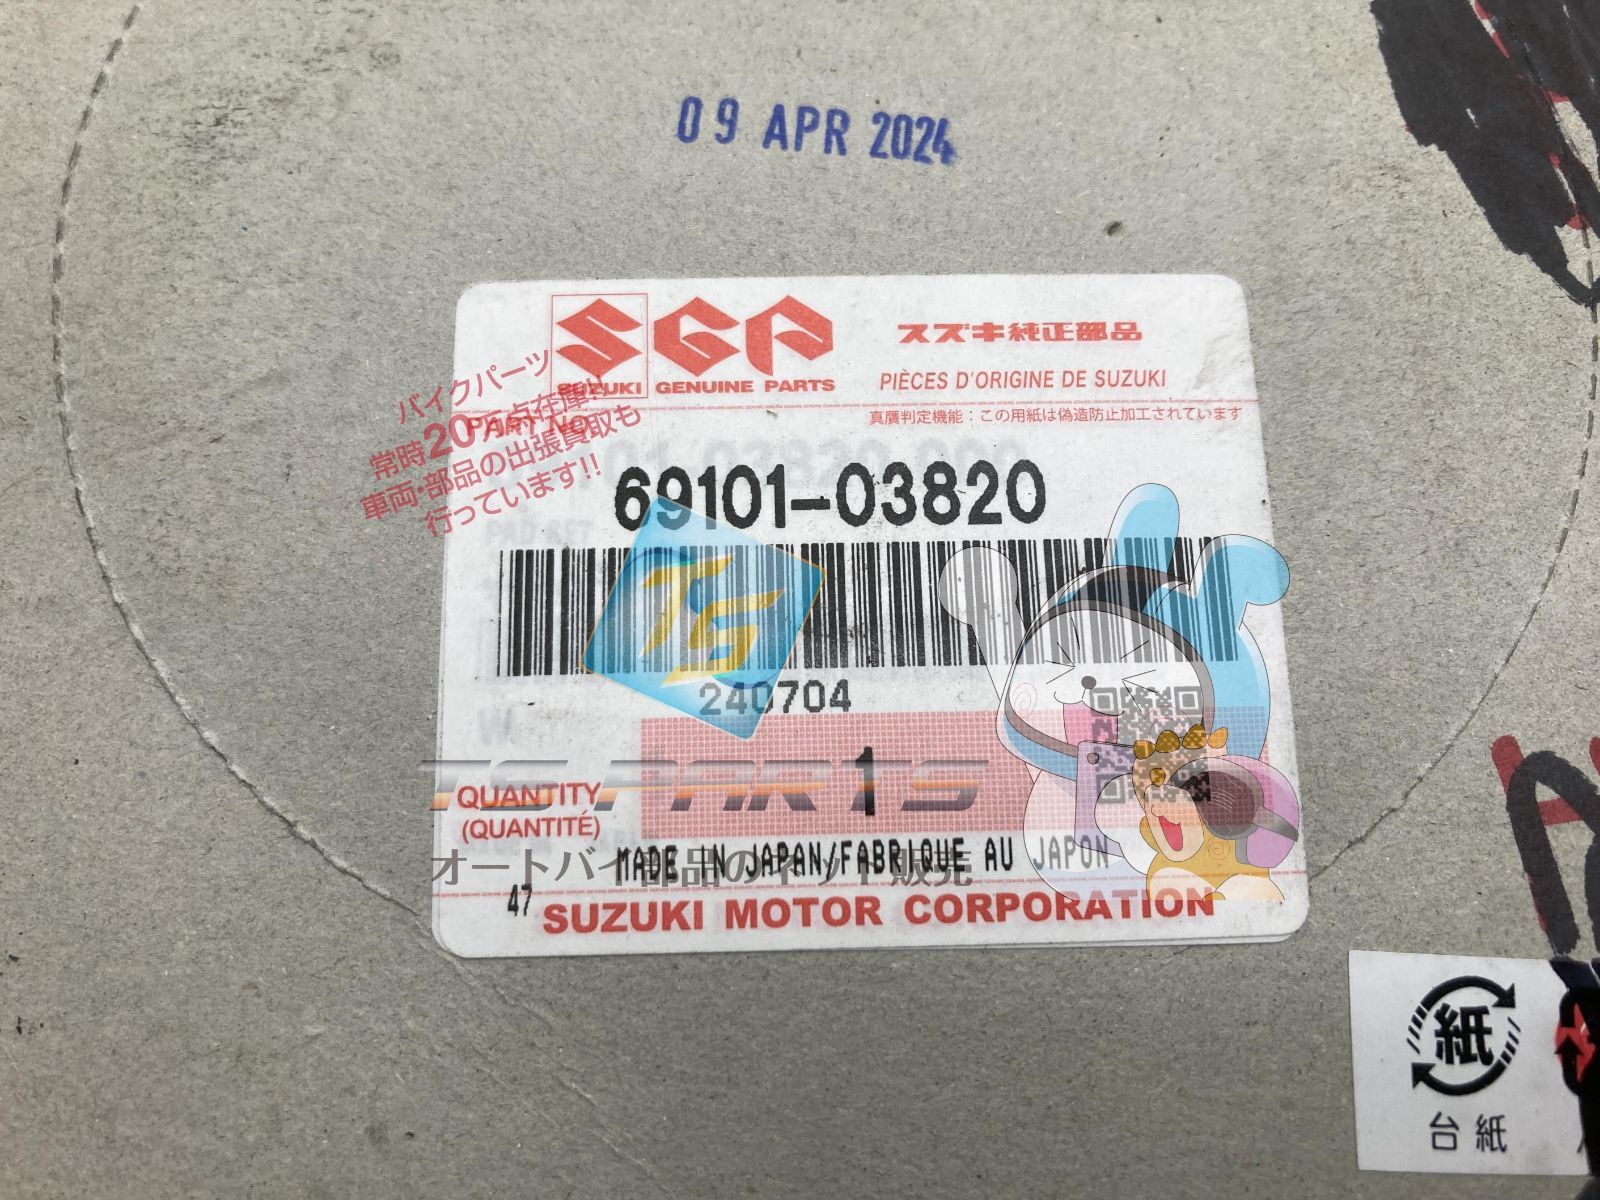 09 APR 2024
SUZUKI
SGP
GENUINE PARTS
スズキ純正部品
PIÈCES D'ORIGINE DE SUZUKI
真贋判定機能：この用紙は偽造防止加工されています
PART NO.
バイクパーツ
常時20万点在庫!!
車両・部品の出張買取も
行っています!!
69101-03820
PAD SET
TS
240704
1
TS PARTS
QUANTITY
(QUANTITÉ)
MADE IN JAPAN/FABRIQUE AU JAPON
オートバイ部品のネット販売
47
SUZUKI MOTOR CORPORATION
紙
台紙